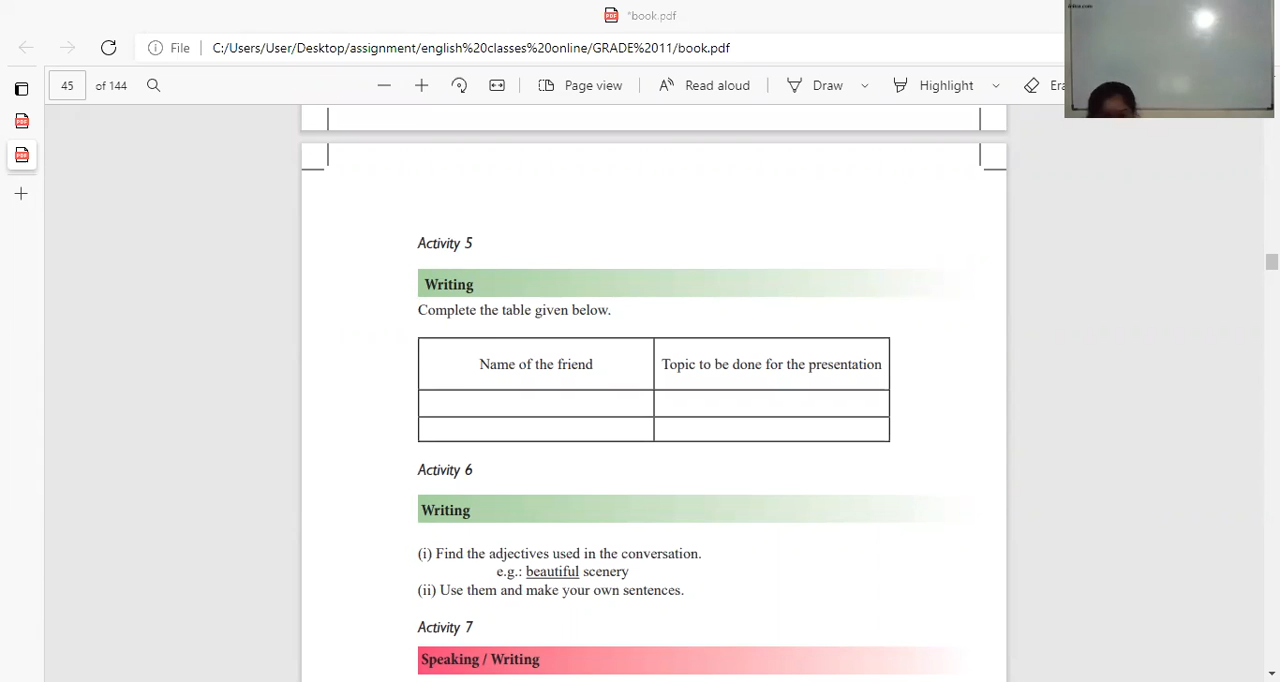 *book.pdf
File
C:/Users/User/Desktop/assignment/english%20classes%20online/GRADE%2011/book.pdf
45 of 144
Page view
Read aloud
Draw
Highlight
Activity 5
Writing
Complete the table given below.
Name of the friend
Topic to be done for the presentation
Activity 6
Writing
(i) Find the adjectives used in the conversation.
e.g.: beautiful scenery
(ii) Use them and make your own sentences.
Activity 7
Speaking / Writing